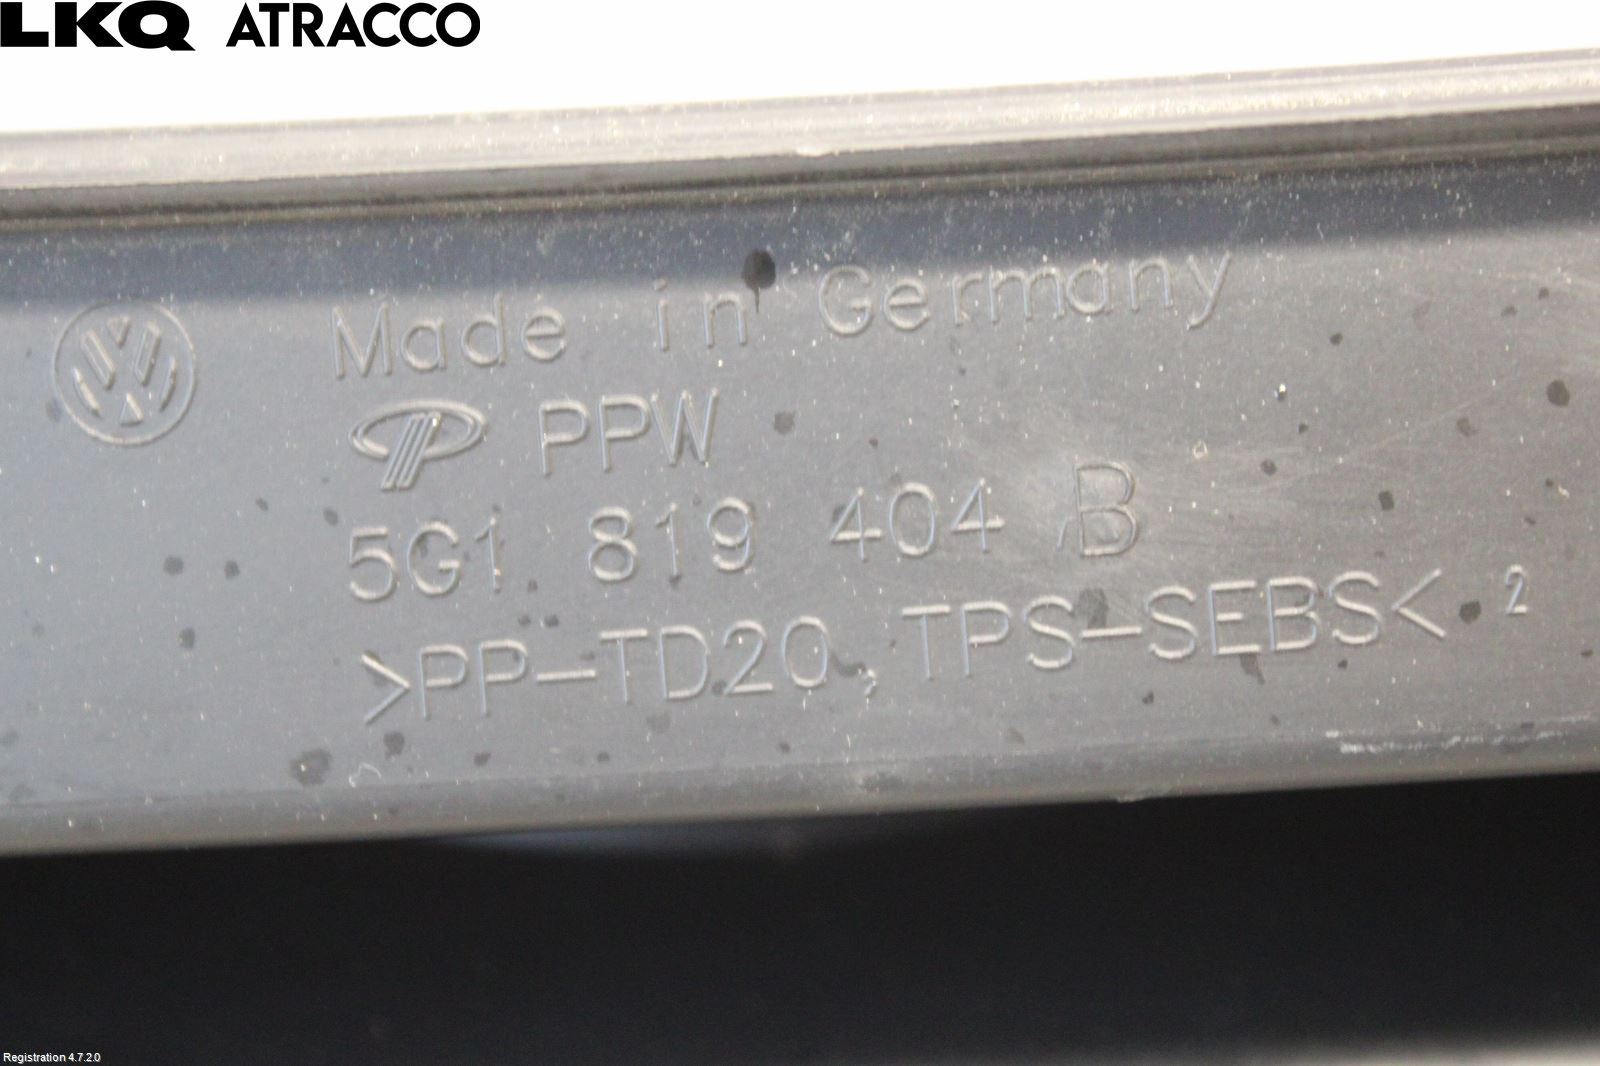 LKQ ATRACCO
Made in Germany
PPW
5G1 819 404 B
>PP-TD20, TPS-SEBS< 2
Registration 4.7.2.0